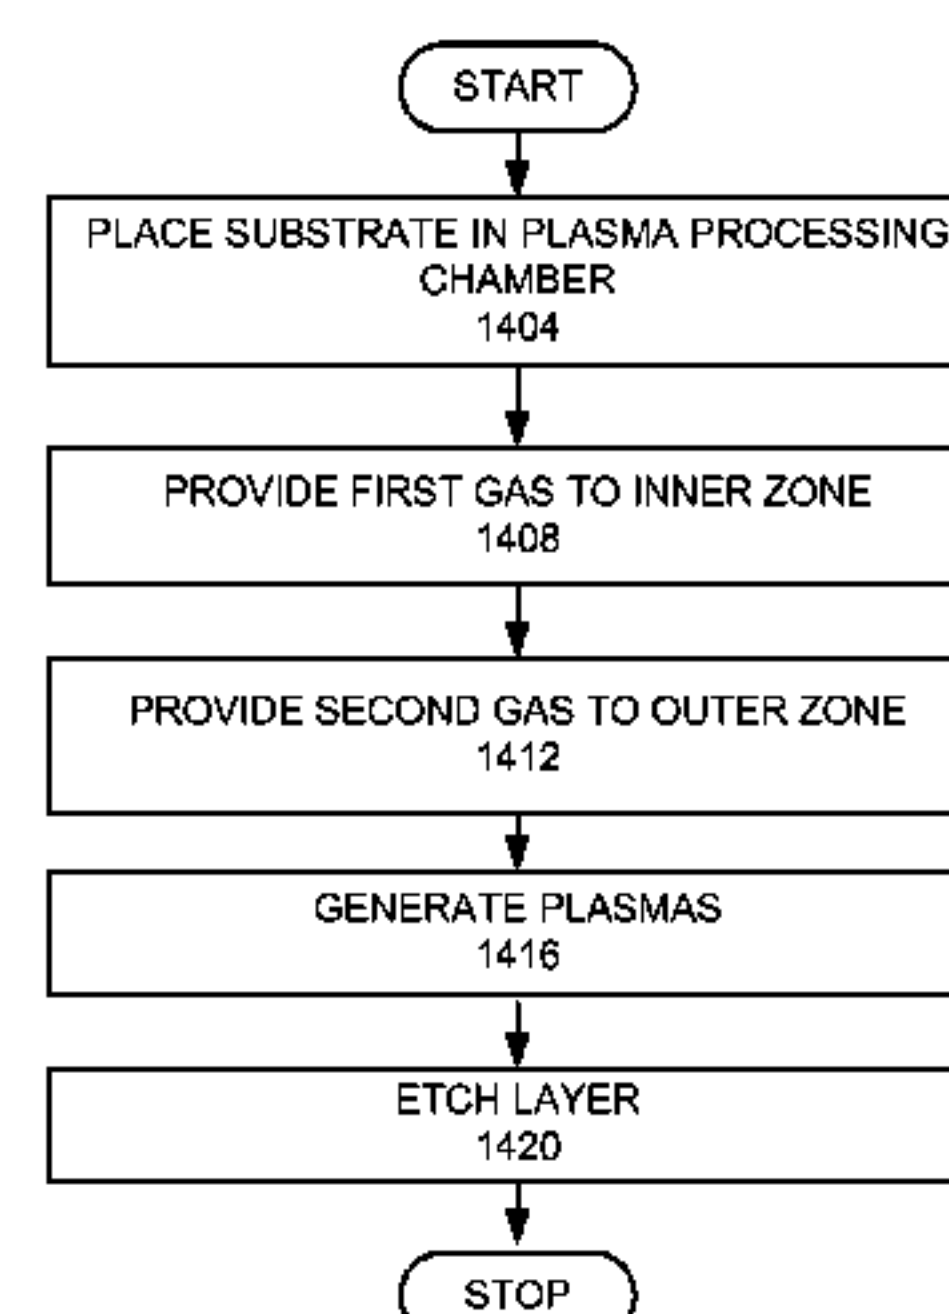 START
PLACE SUBSTRATE IN PLASMA PROCESSING
CHAMBER
1404
PROVIDE FIRST GAS TO INNER ZONE
1408
PROVIDE SECOND GAS TO OUTER ZONE
1412
GENERATE PLASMAS
1416
ETCH LAYER
1420
STOP